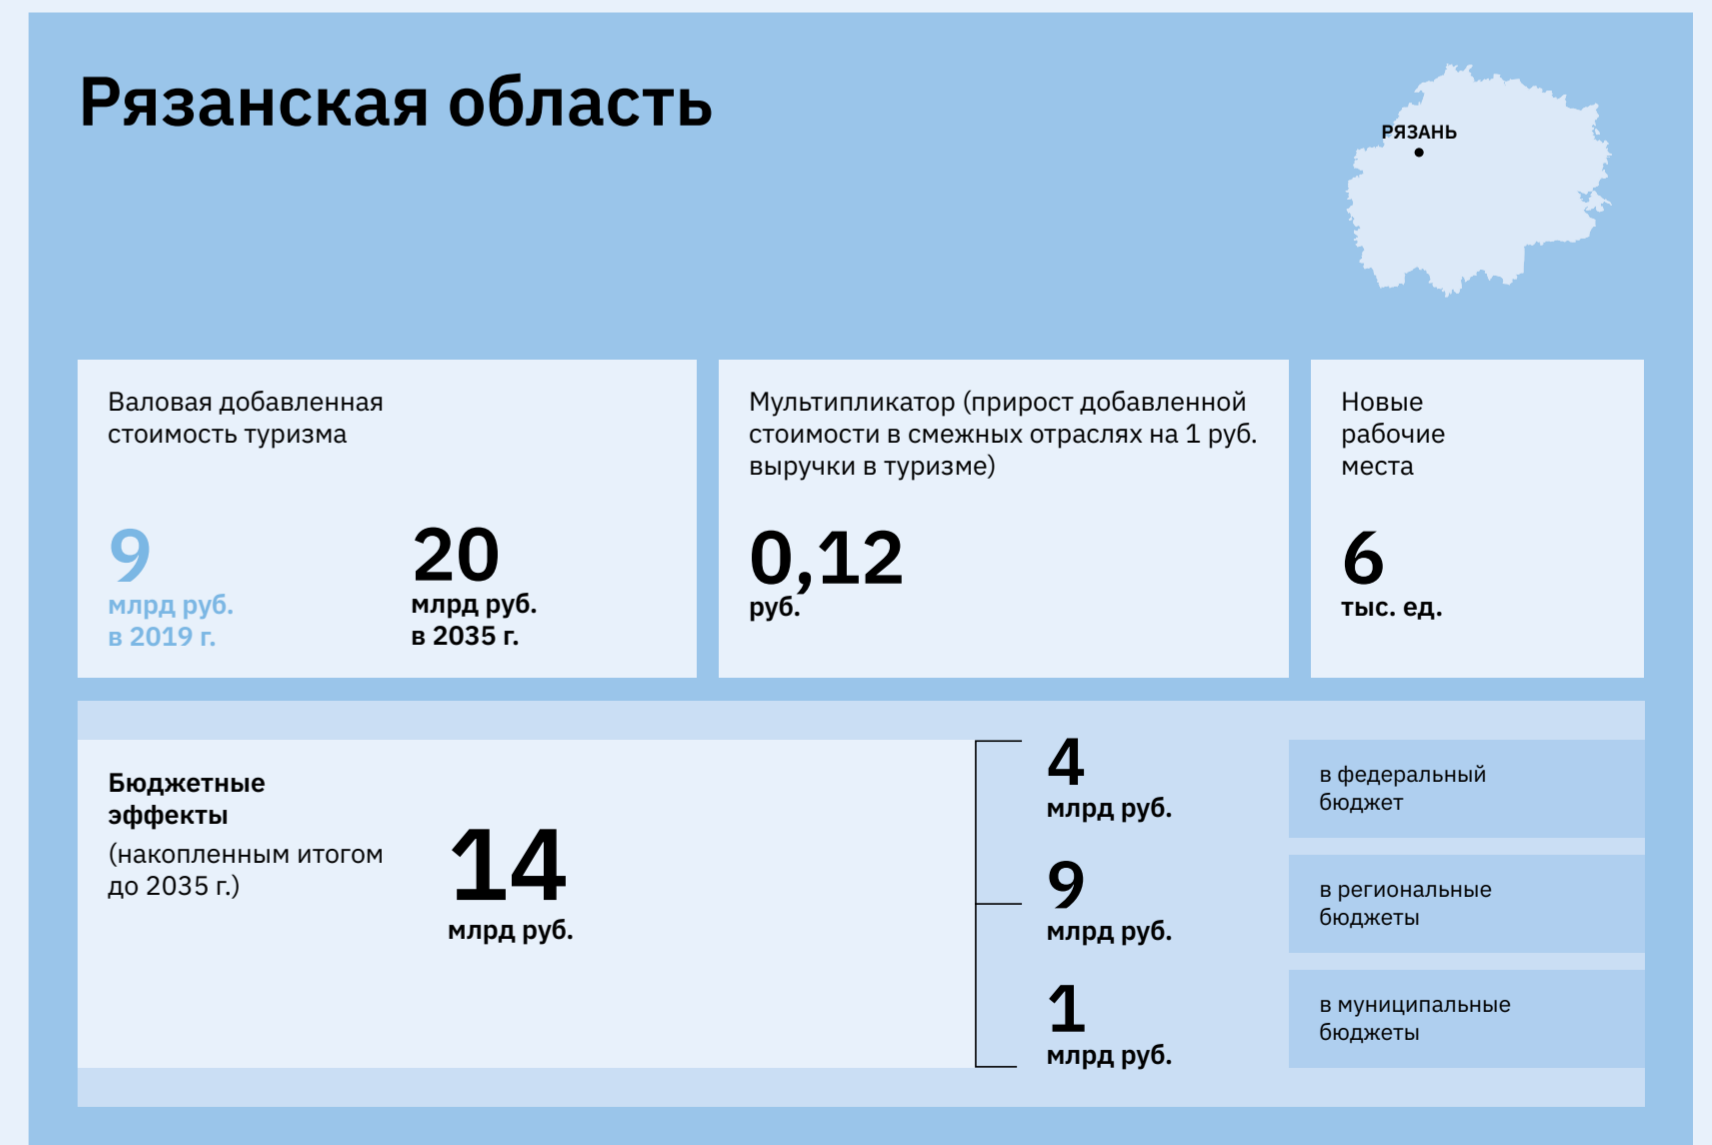 Рязанская область
РЯЗАНЬ
Валовая добавленная
стоимость туризма
9
млрд руб.
в 2019 г.
20
млрд руб.
в 2035 г.
Мультипликатор (прирост добавленной
стоимости в смежных отраслях на 1 руб.
выручки в туризме)
0,12
руб.
Новые
рабочие
места
6
тыс. ед.
Бюджетные
эффекты
(накопленным итогом
до 2035 г.)
14
млрд руб.
4
млрд руб.
в федеральный
бюджет
9
млрд руб.
в региональные
бюджеты
1
млрд руб.
в муниципальные
бюджеты